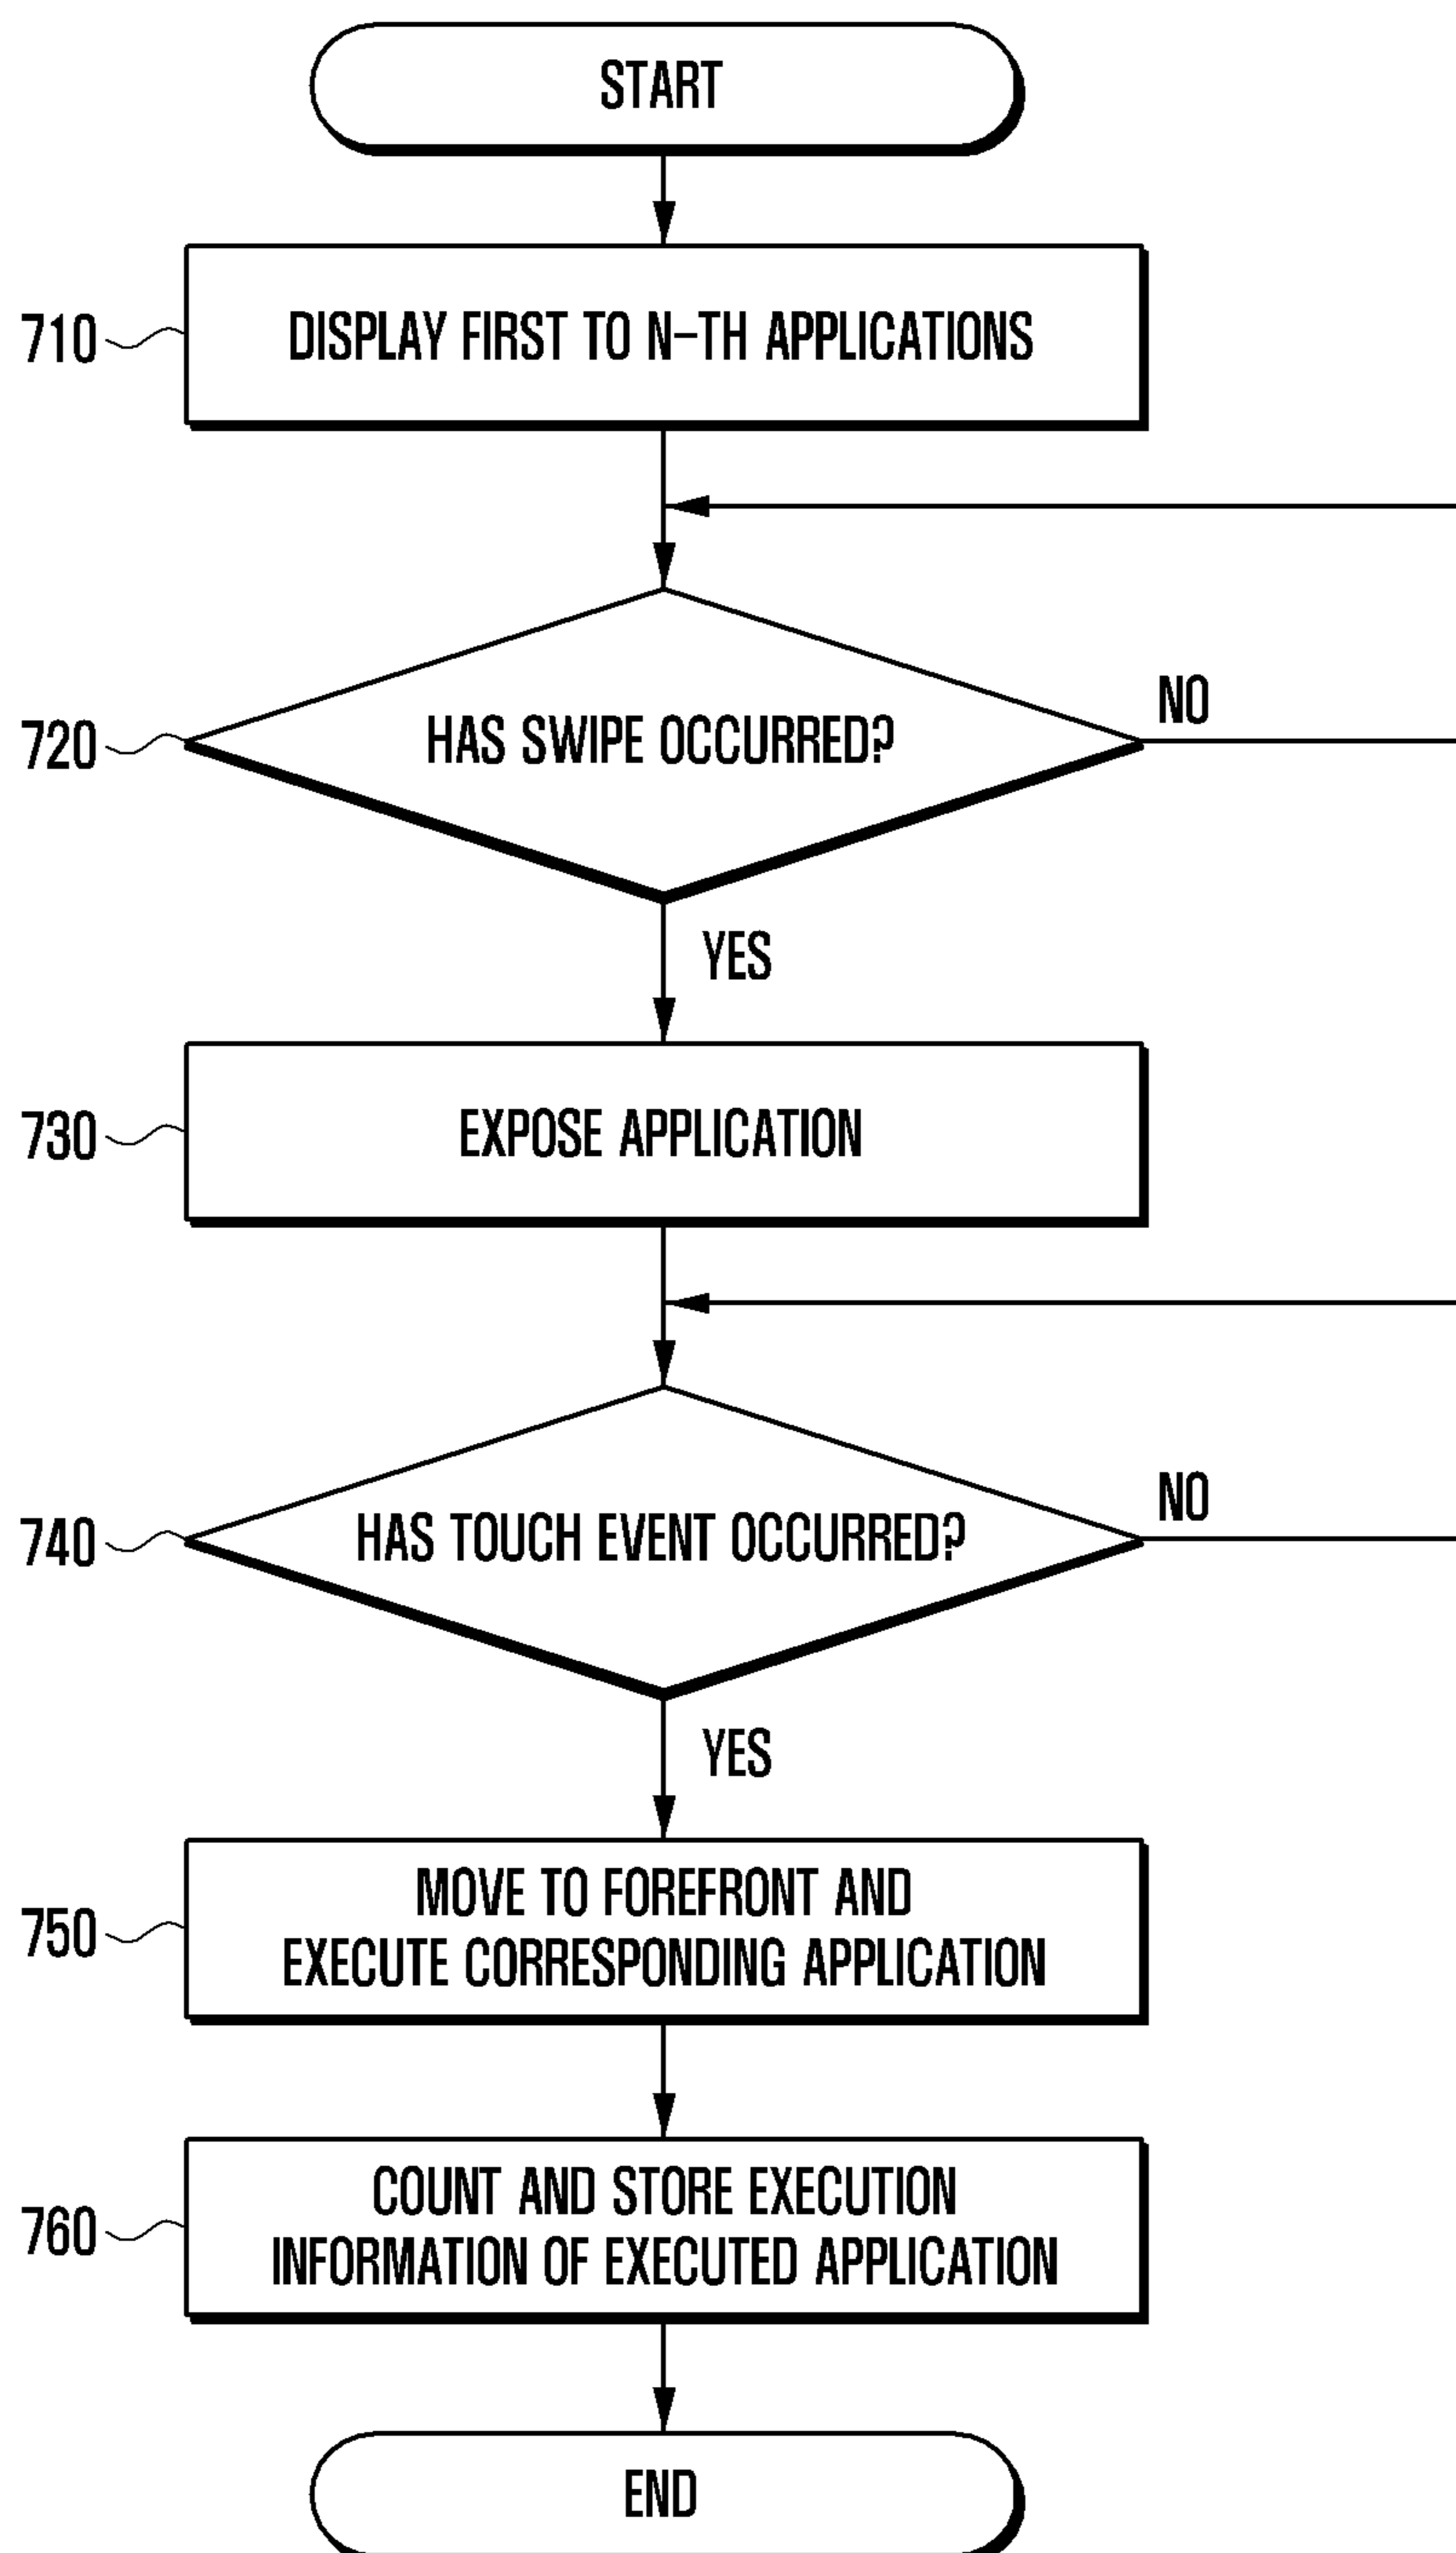 START
710
DISPLAY FIRST TO N-TH APPLICATIONS
720
HAS SWIPE OCCURRED?
NO
YES
730
EXPOSE APPLICATION
740
HAS TOUCH EVENT OCCURRED?
NO
YES
750
MOVE TO FOREFRONT AND
EXECUTE CORRESPONDING APPLICATION
760
COUNT AND STORE EXECUTION
INFORMATION OF EXECUTED APPLICATION
END